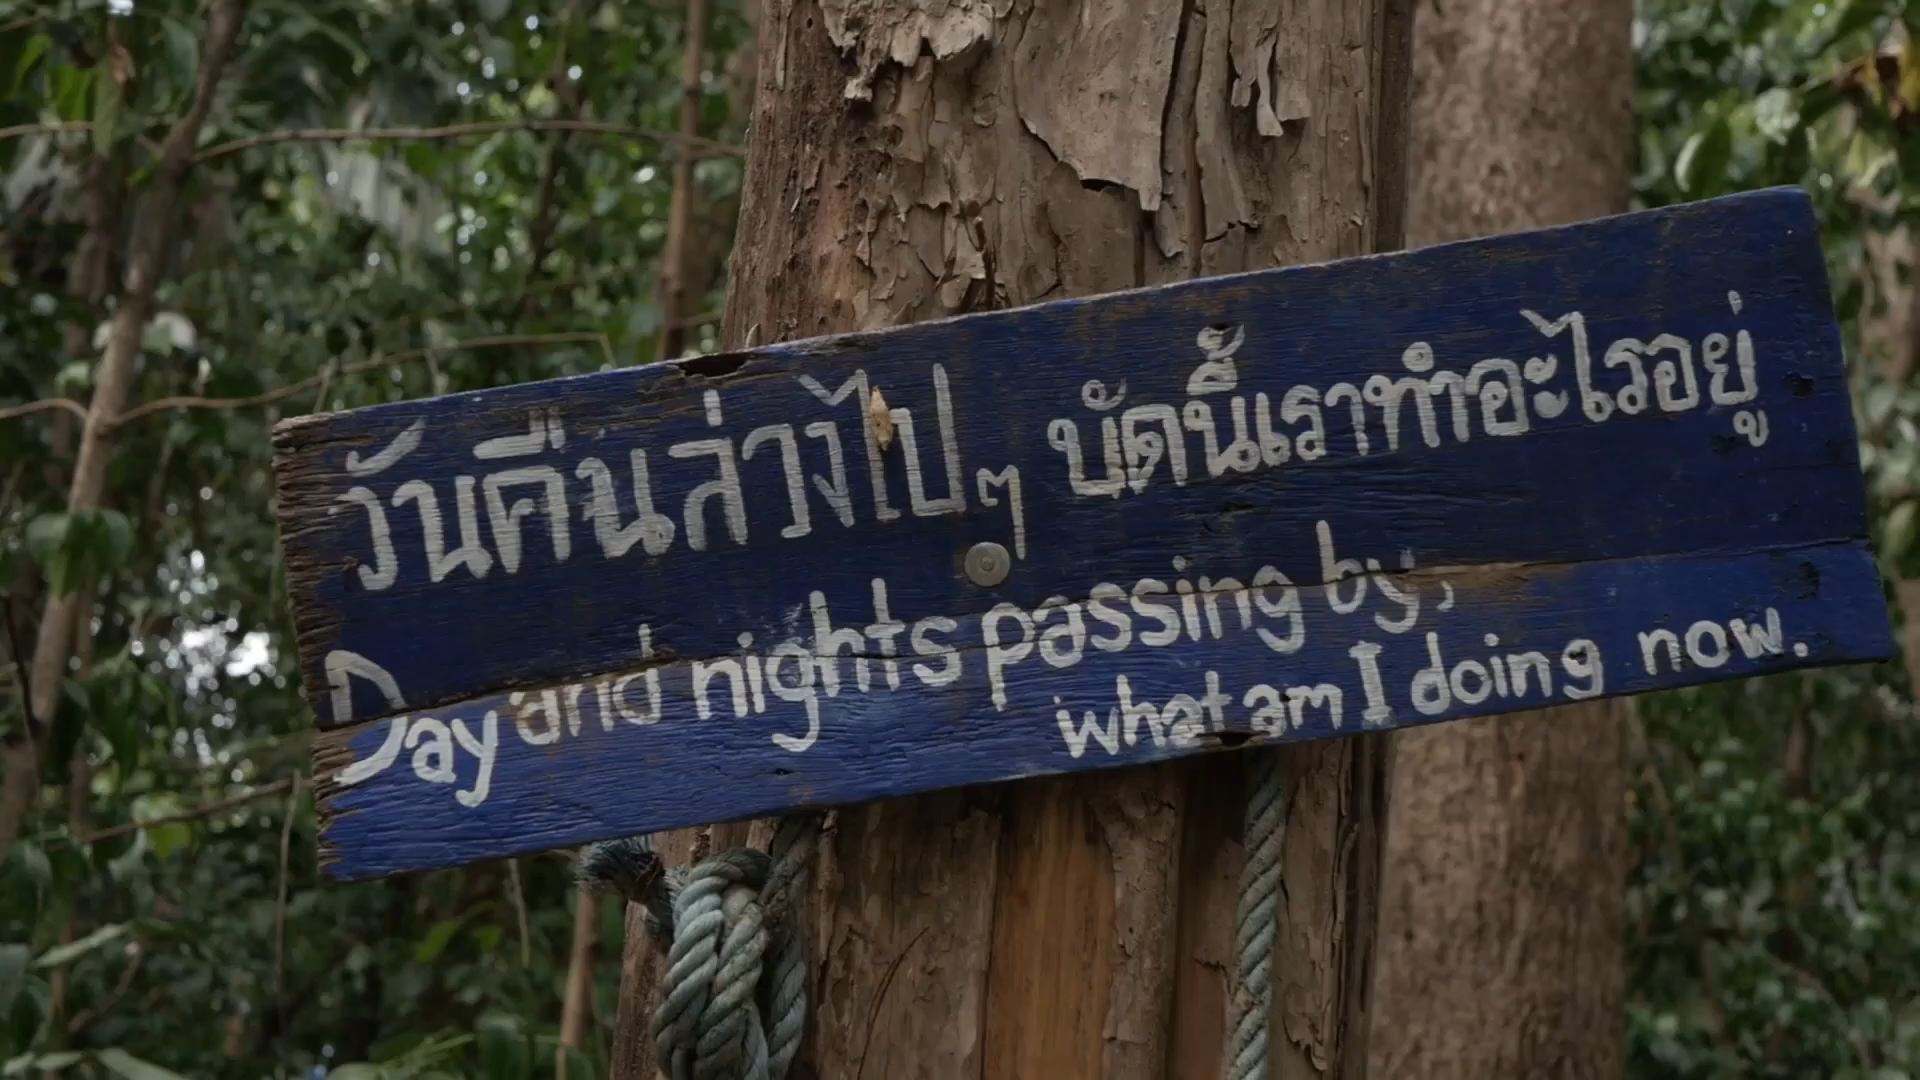 วันคืนล่วงไปๆ บัดนี้เราทำอะไรอยู่
Day and nights passing by,
what am I doing now.